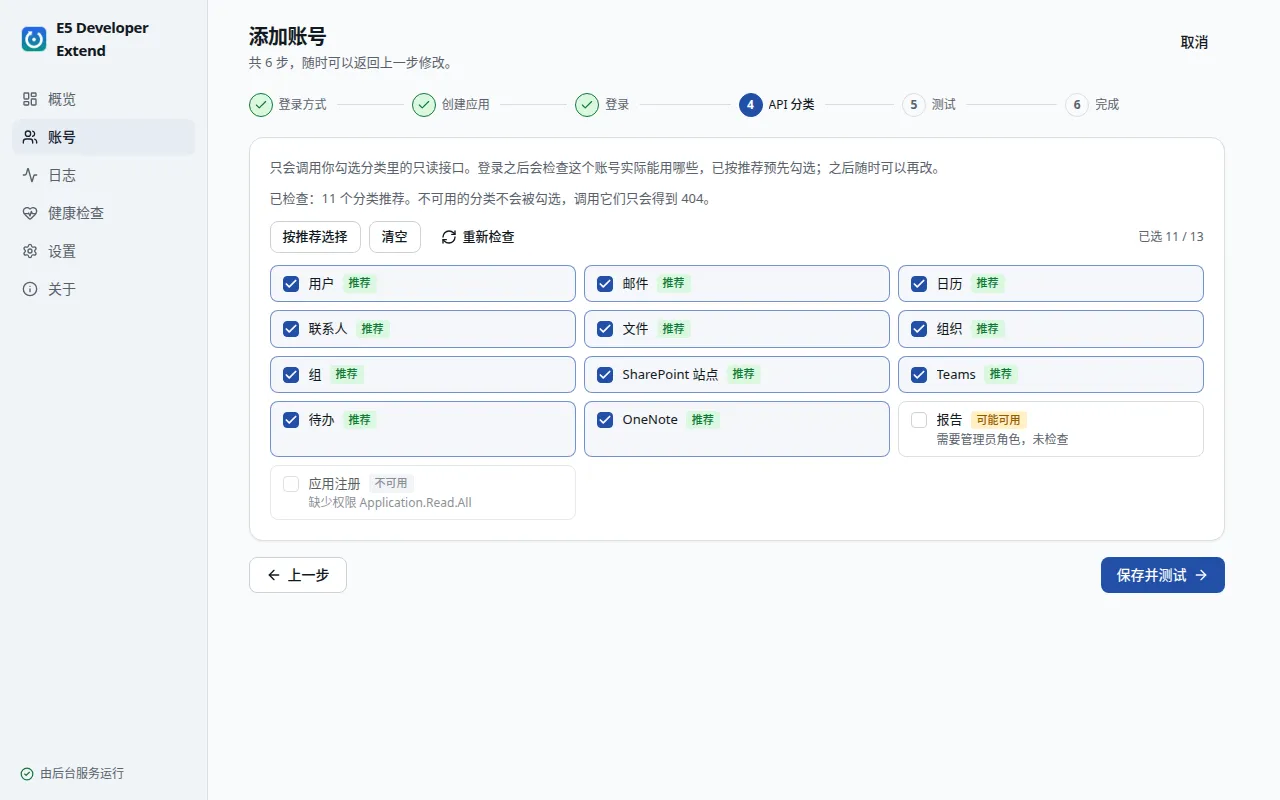 E5 Developer
Extend
概览
账号
日志
健康检查
设置
关于
由后台服务运行
添加账号
共 6 步，随时可以返回上一步修改。
取消
登录方式
创建应用
登录
4 API 分类
5 测试
6 完成
只会调用你勾选分类里的只读接口。登录之后会检查这个账号实际能用哪些，已按推荐预先勾选；之后随时可以再改。
已检查：11 个分类推荐。不可用的分类不会被勾选，调用它们只会得到 404。
按推荐选择 清空 重新检查 已选 11 / 13
用户 推荐 邮件 推荐 日历 推荐
联系人 推荐 文件 推荐 组织 推荐
组 推荐 SharePoint 站点 推荐 Teams 推荐
待办 推荐 OneNote 推荐 报告 可能可用
需要管理员角色，未检查
应用注册 不可用
缺少权限 Application.Read.All
上一步 保存并测试